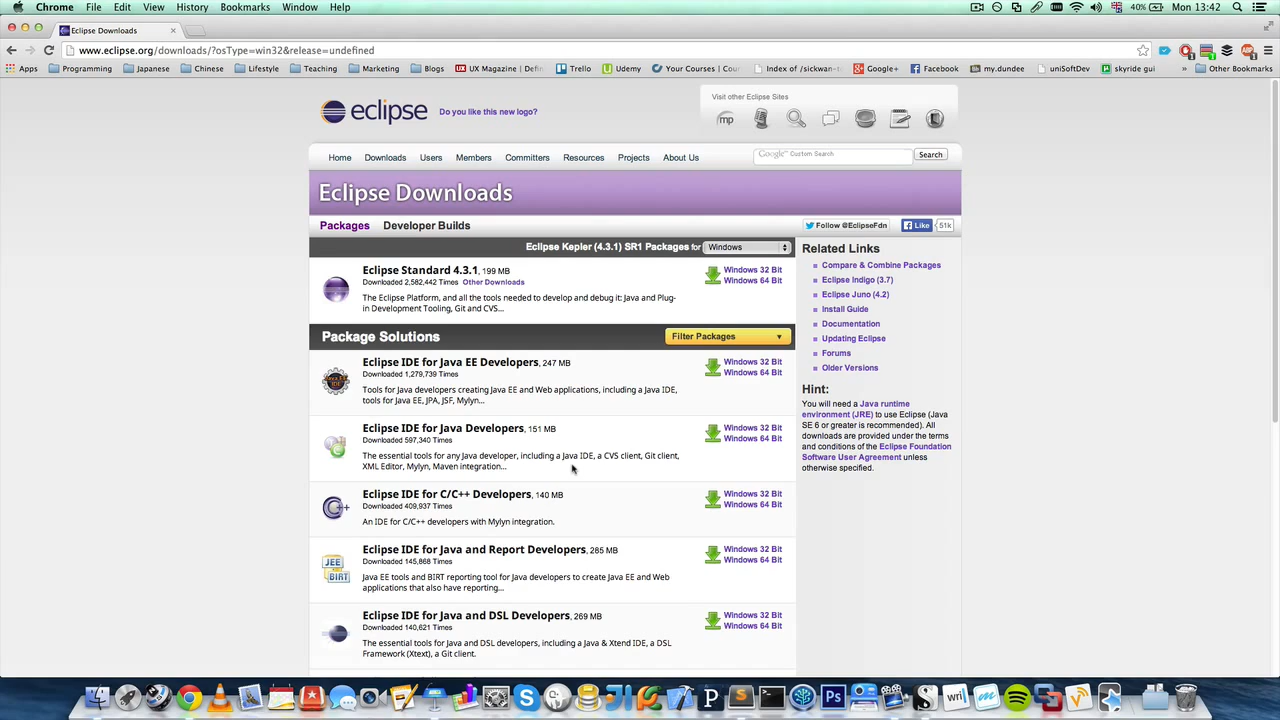 Chrome File Edit View History Bookmarks Window Help 40% Mon 13:42
Eclipse Downloads
www.eclipse.org/downloads/?osType=win32&release=undefined
Apps Programming Japanese Chinese Lifestyle Teaching Marketing Blogs UX Magazine | Defin Trello Udemy Your Courses | Cou Index of /sickwan-t Google+ Facebook my.dundee uniSoftDev skyride gui » Other Bookmarks
eclipse Do you like this new logo?
Visit other Eclipse Sites
mp
Home Downloads Users Members Committers Resources Projects About Us
Google™ Custom Search Search
Eclipse Downloads
Packages Developer Builds
Follow @EclipseFdn Like 51k
Eclipse Kepler (4.3.1) SR1 Packages for Windows
Eclipse Standard 4.3.1, 199 MB
Downloaded 2,582,442 Times Other Downloads
The Eclipse Platform, and all the tools needed to develop and debug it: Java and Plug-
in Development Tooling, Git and CVS...
Windows 32 Bit
Windows 64 Bit
Package Solutions Filter Packages
Eclipse IDE for Java EE Developers, 247 MB
Downloaded 1,279,739 Times
Tools for Java developers creating Java EE and Web applications, including a Java IDE,
tools for Java EE, JPA, JSF, Mylyn...
Windows 32 Bit
Windows 64 Bit
Eclipse IDE for Java Developers, 151 MB
Downloaded 597,340 Times
The essential tools for any Java developer, including a Java IDE, a CVS client, Git client,
XML Editor, Mylyn, Maven integration...
Windows 32 Bit
Windows 64 Bit
Eclipse IDE for C/C++ Developers, 140 MB
Downloaded 409,937 Times
An IDE for C/C++ developers with Mylyn integration.
Windows 32 Bit
Windows 64 Bit
Eclipse IDE for Java and Report Developers, 285 MB
Downloaded 145,868 Times
Java EE tools and BIRT reporting tool for Java developers to create Java EE and Web
applications that also have reporting...
Windows 32 Bit
Windows 64 Bit
Eclipse IDE for Java and DSL Developers, 269 MB
Downloaded 140,621 Times
The essential tools for Java and DSL developers, including a Java & Xtend IDE, a DSL
Framework (Xtext), a Git client.
Windows 32 Bit
Windows 64 Bit
Related Links
Compare & Combine Packages
Eclipse Indigo (3.7)
Eclipse Juno (4.2)
Install Guide
Documentation
Updating Eclipse
Forums
Older Versions
Hint:
You will need a Java runtime
environment (JRE) to use Eclipse (Java
SE 6 or greater is recommended). All
downloads are provided under the terms
and conditions of the Eclipse Foundation
Software User Agreement unless
otherwise specified.